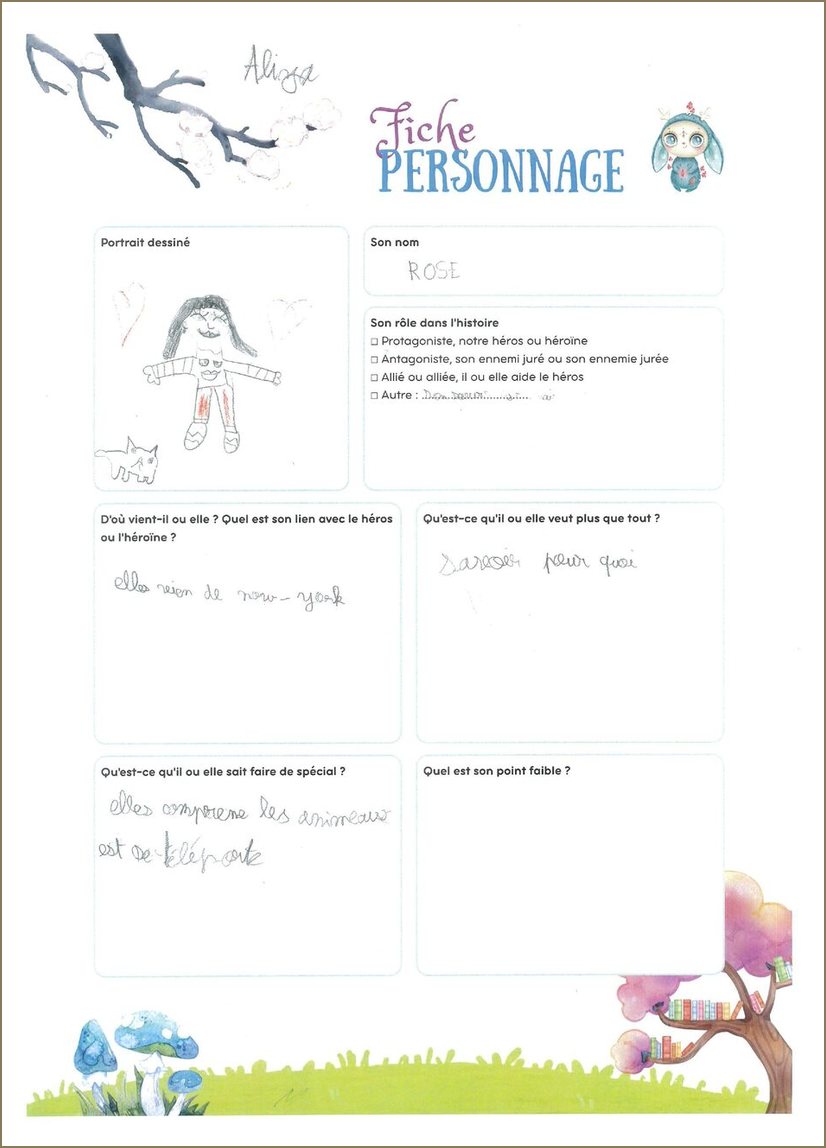 Alizya
Fiche
PERSONNAGE
Portrait dessiné
Son nom
ROSE
Son rôle dans l'histoire
☐ Protagoniste, notre héros ou héroïne
☐ Antagoniste, son ennemi juré ou son ennemie jurée
☐ Allié ou alliée, il ou elle aide le héros
☐ Autre :
D'où vient-il ou elle ? Quel est son lien avec le héros
ou l'héroïne ?
elles vien de now-york
Qu'est-ce qu'il ou elle veut plus que tout ?
savoir pour quoi
Qu'est-ce qu'il ou elle sait faire de spécial ?
elles comprene les animeaux
est se téléporte
Quel est son point faible ?